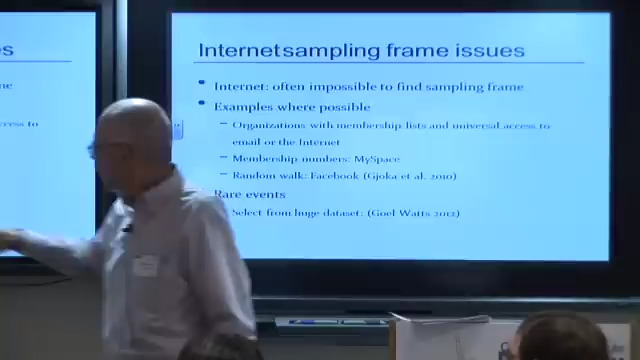 Internet sampling frame issues
Internet: often impossible to find sampling frame
Examples where possible
– Organizations with membership lists and universal access to
email or the Internet
– Membership numbers: MySpace
– Random walk: Facebook (Gjoka et al. 2010)
Rare events
Select from huge dataset: (Goel Watts 2012)